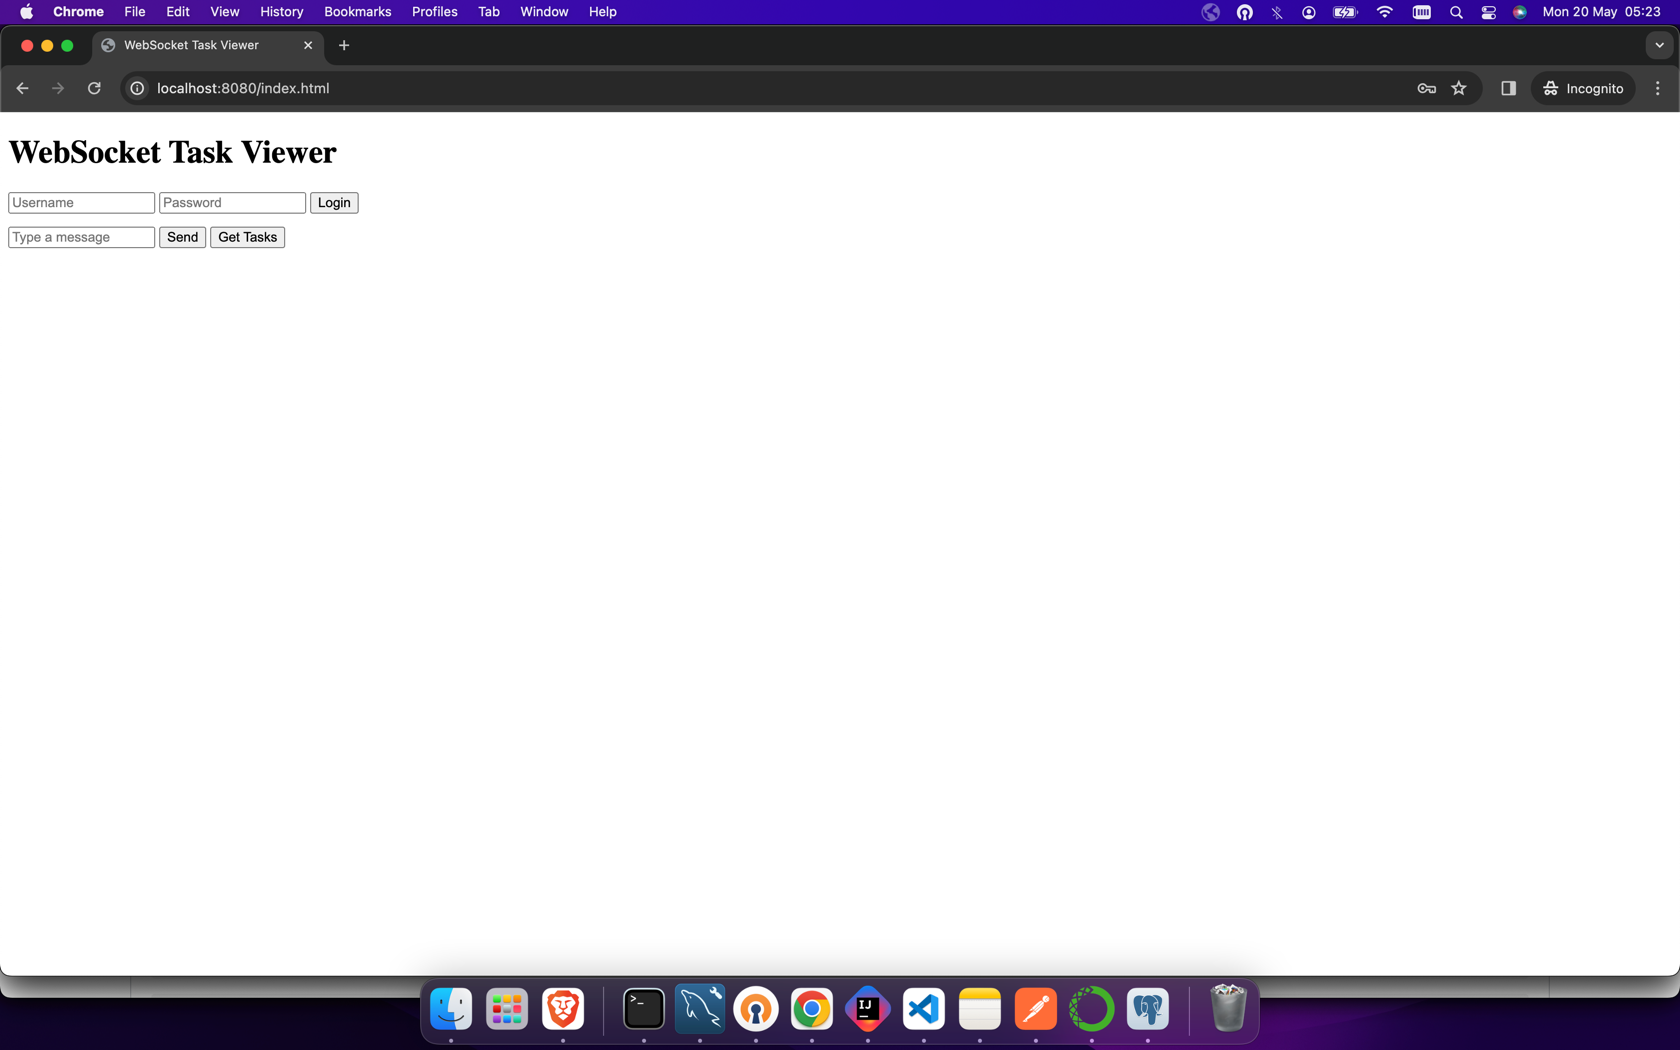 Chrome File Edit View History Bookmarks Profiles Tab Window Help Mon 20 May 05:23
WebSocket Task Viewer
localhost:8080/index.html Incognito
WebSocket Task Viewer
Username Password Login
Type a message Send Get Tasks
>_ IJ